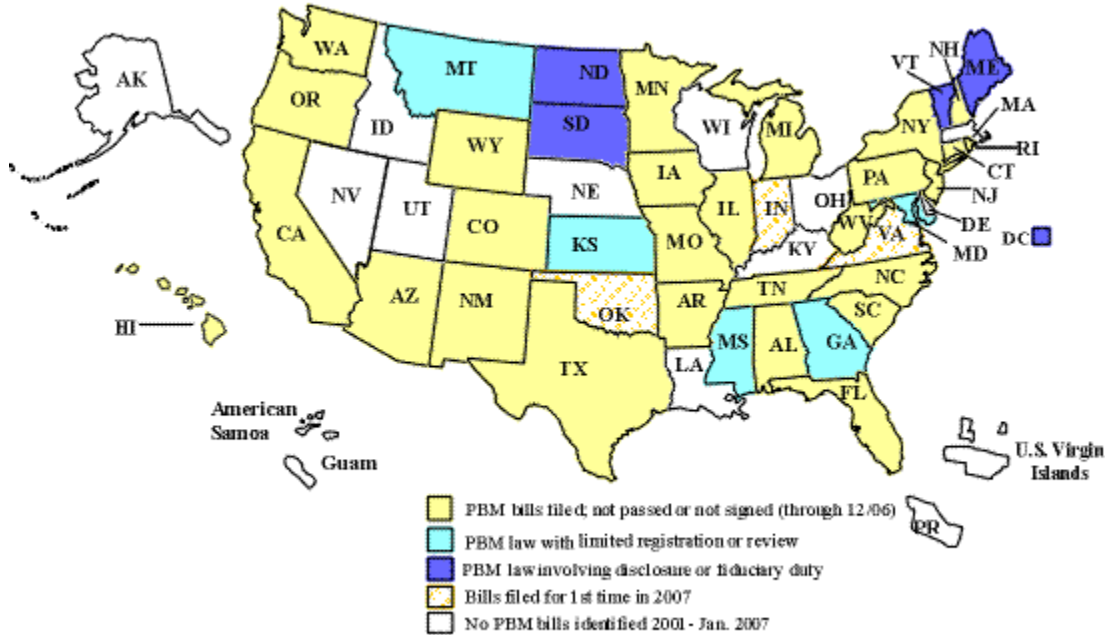 WA
MT
ND
MN
VT
NH
ME
AK
OR
ID
SD
WI
MI
NY
MA
RI
CT
WY
IA
PA
NJ
NV
UT
NE
IL
IN
OH
DE
MD
DC
CA
CO
KS
MO
KY
WV
VA
AZ
NM
OK
AR
TN
NC
SC
HI
TX
LA
MS
AL
GA
FL
American
Samoa
Guam
U.S. Virgin
Islands
PR
PBM bills filed; not passed or not signed (through 12/06)
PBM law with limited registration or review
PBM law involving disclosure or fiduciary duty
Bills filed for 1st time in 2007
No PBM bills identified 2001- Jan. 2007